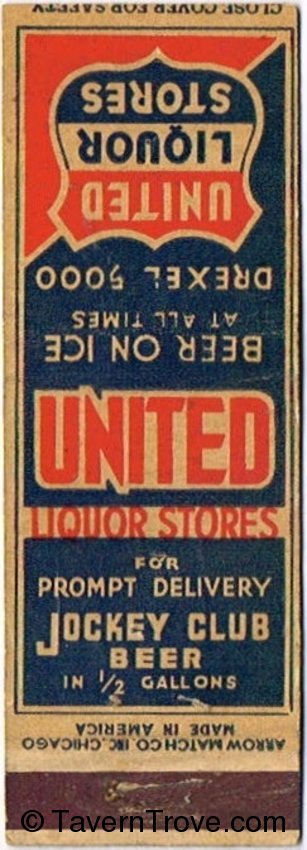 CLOSE COVER FOR SAFETY
UNITED
LIQUOR
STORES
DREXEL 5000
AT ALL TIMES
BEER ON ICE
UNITED
LIQUOR STORES
FOR
PROMPT DELIVERY
JOCKEY CLUB
BEER
IN 1/2 GALLONS
ARROW MATCH CO. INC. CHICAGO
MADE IN AMERICA
© TavernTrove.com